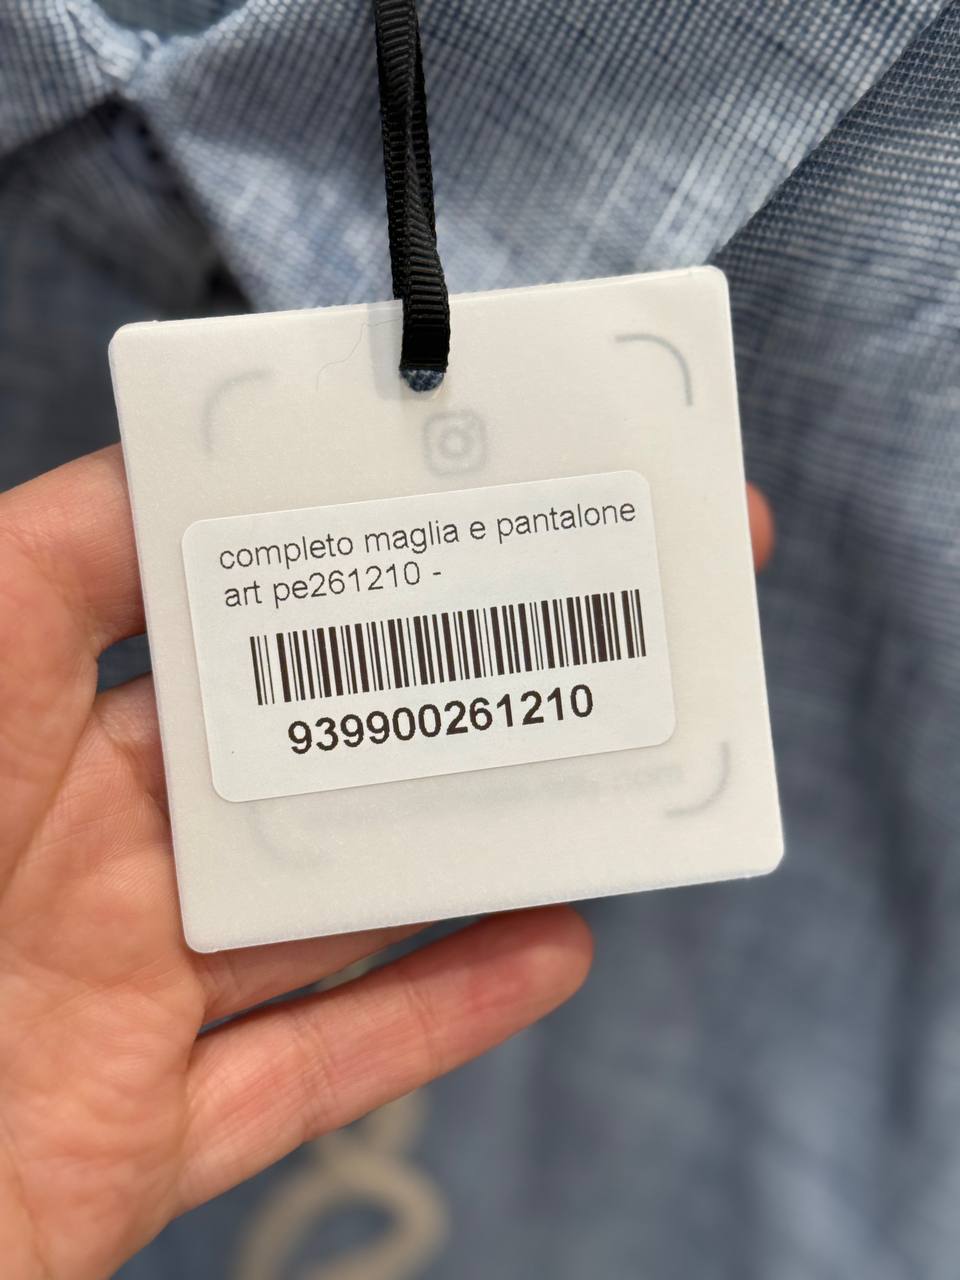 completo maglia e pantalone
art pe261210 -
939900261210